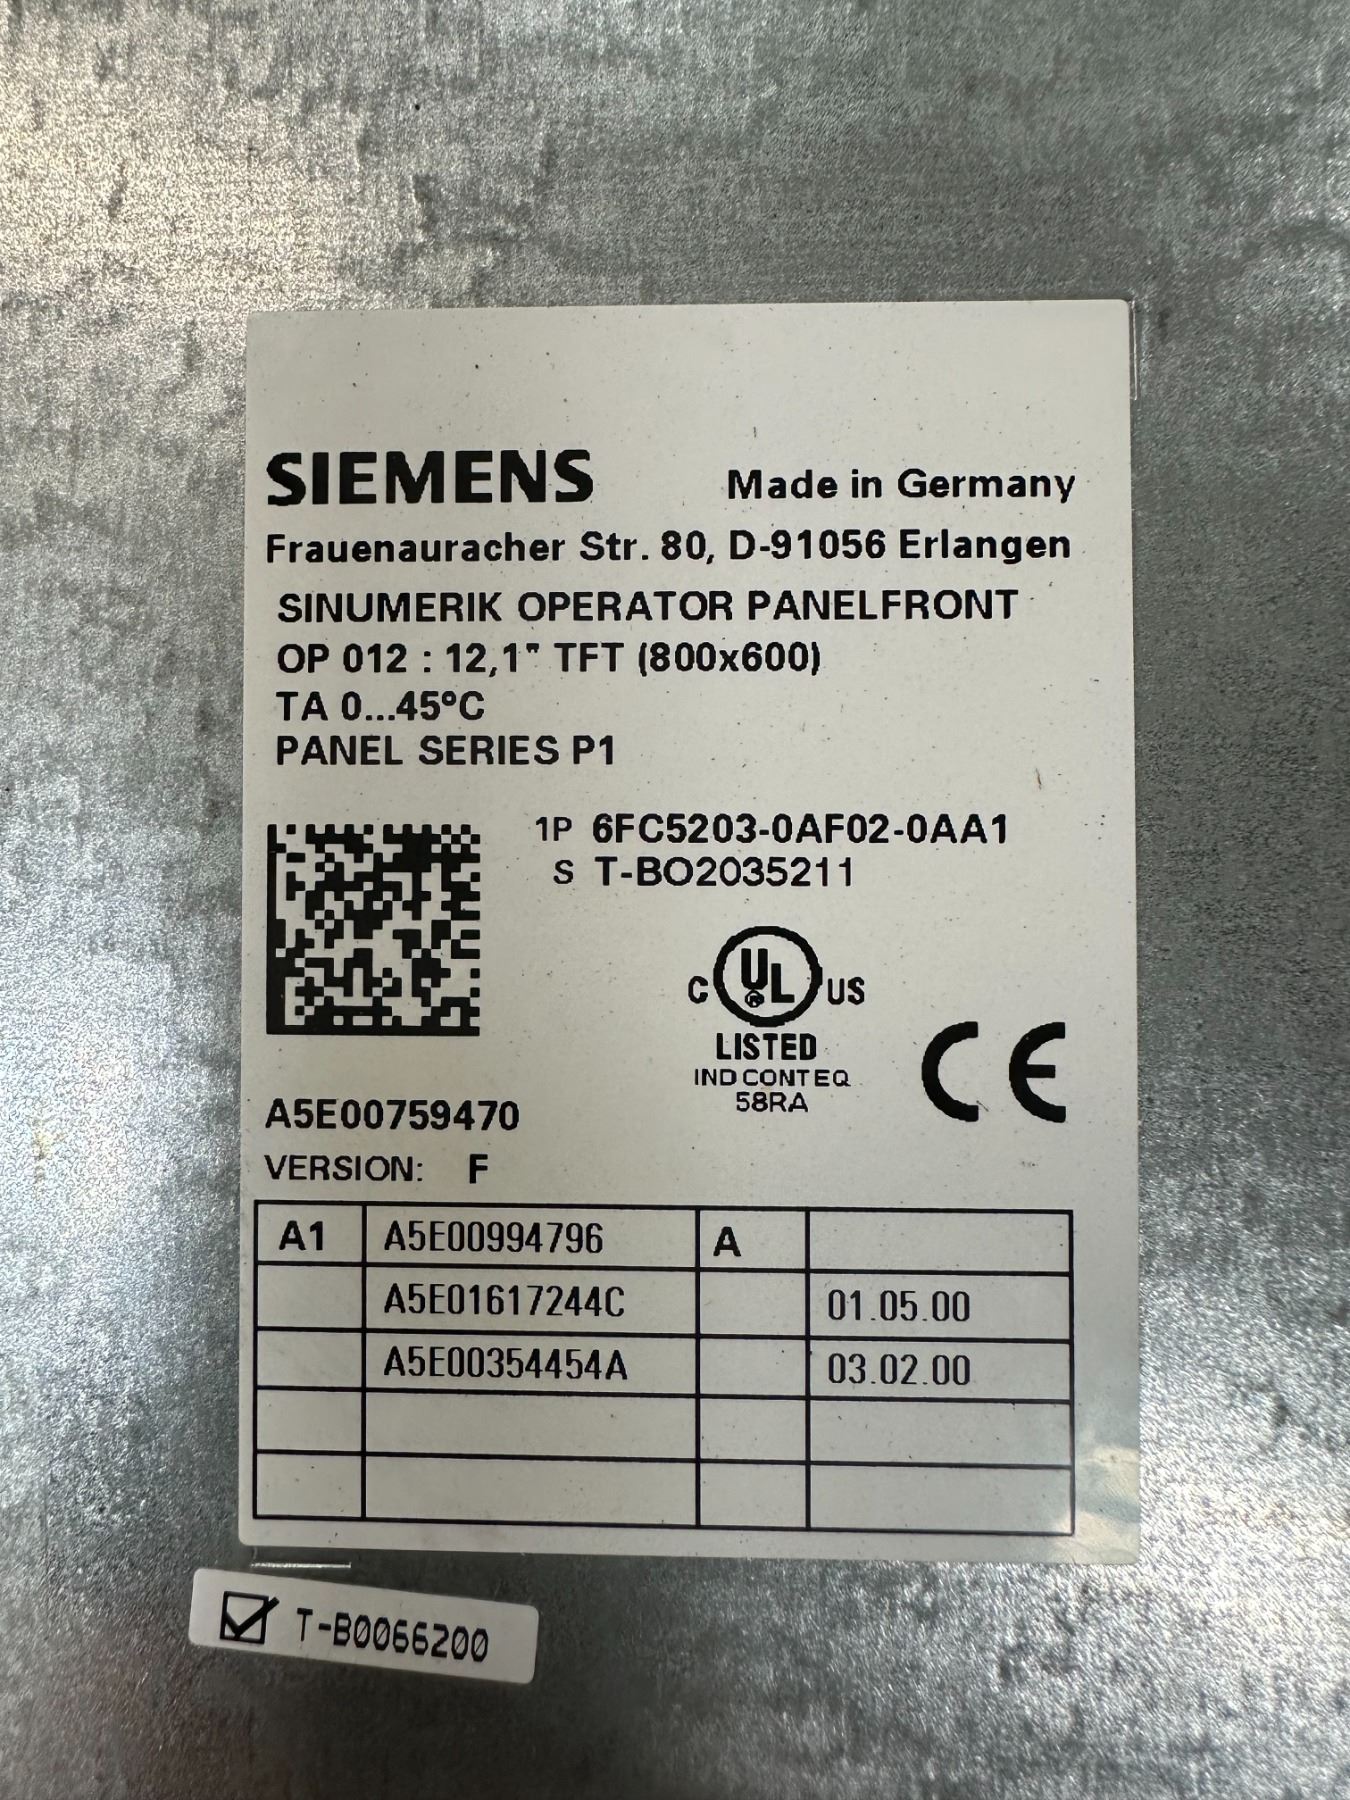 SIEMENS Made in Germany
Frauenauracher Str. 80, D-91056 Erlangen
SINUMERIK OPERATOR PANELFRONT
OP 012 : 12,1" TFT (800x600)
TA 0...45°C
PANEL SERIES P1
1P 6FC5203-0AF02-0AA1
S T-BO2035211
C UL ® US
LISTED
IND CONT EQ
58RA
CE
A5E00759470
VERSION: F
A1 A5E00994796 A
A5E01617244C 01.05.00
A5E00354454A 03.02.00
T-B0066200